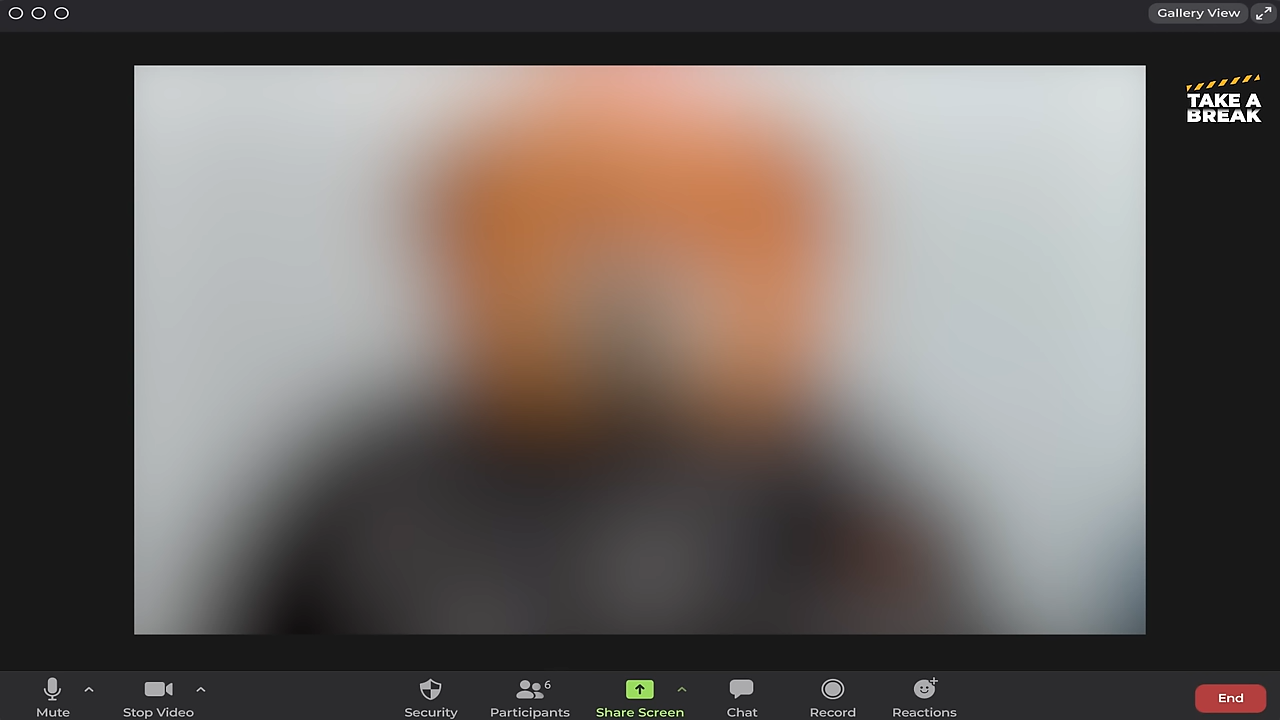 Gallery View
TAKE A
BREAK
6
Mute
Stop Video
Security
Participants
Share Screen
Chat
Record
Reactions
End